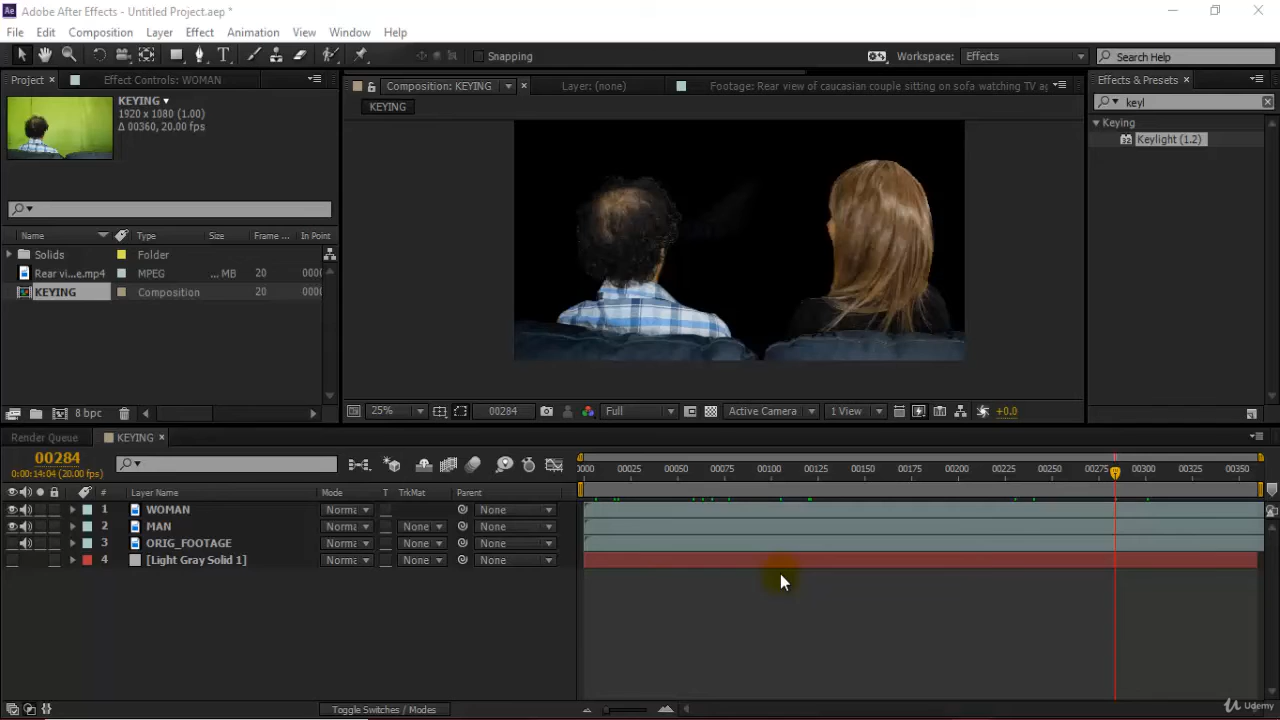 Ae Adobe After Effects - Untitled Project.aep *
File Edit Composition Layer Effect Animation View Window Help
T Snapping Workspace: Effects Search Help
Project × Effect Controls: WOMAN Composition: KEYING × Layer: (none) Footage: Rear view of caucasian couple sitting on sofa watching TV ag Effects & Presets ×
KEYING
1920 x 1080 (1.00)
Δ 00360, 20.00 fps
KEYING
keyl
Keying
32 Keylight (1.2)
Name Type Size Frame ... In Point
Solids Folder
Rear vi...e.mp4 MPEG ... MB 20 0000
KEYING Composition 20 0000
8 bpc
25% 00284 Full Active Camera 1 View +0.0
Render Queue KEYING ×
00284
0:00:14:04 (20.00 fps)
0000 00025 00050 00075 00100 00125 00150 00175 00200 00225 00250 00275 00300 00325 00350
# Layer Name Mode T TrkMat Parent
1 WOMAN Norma None
2 MAN Norma None None
3 ORIG_FOOTAGE Norma None None
4 [Light Gray Solid 1] Norma None None
Toggle Switches / Modes
Udemy